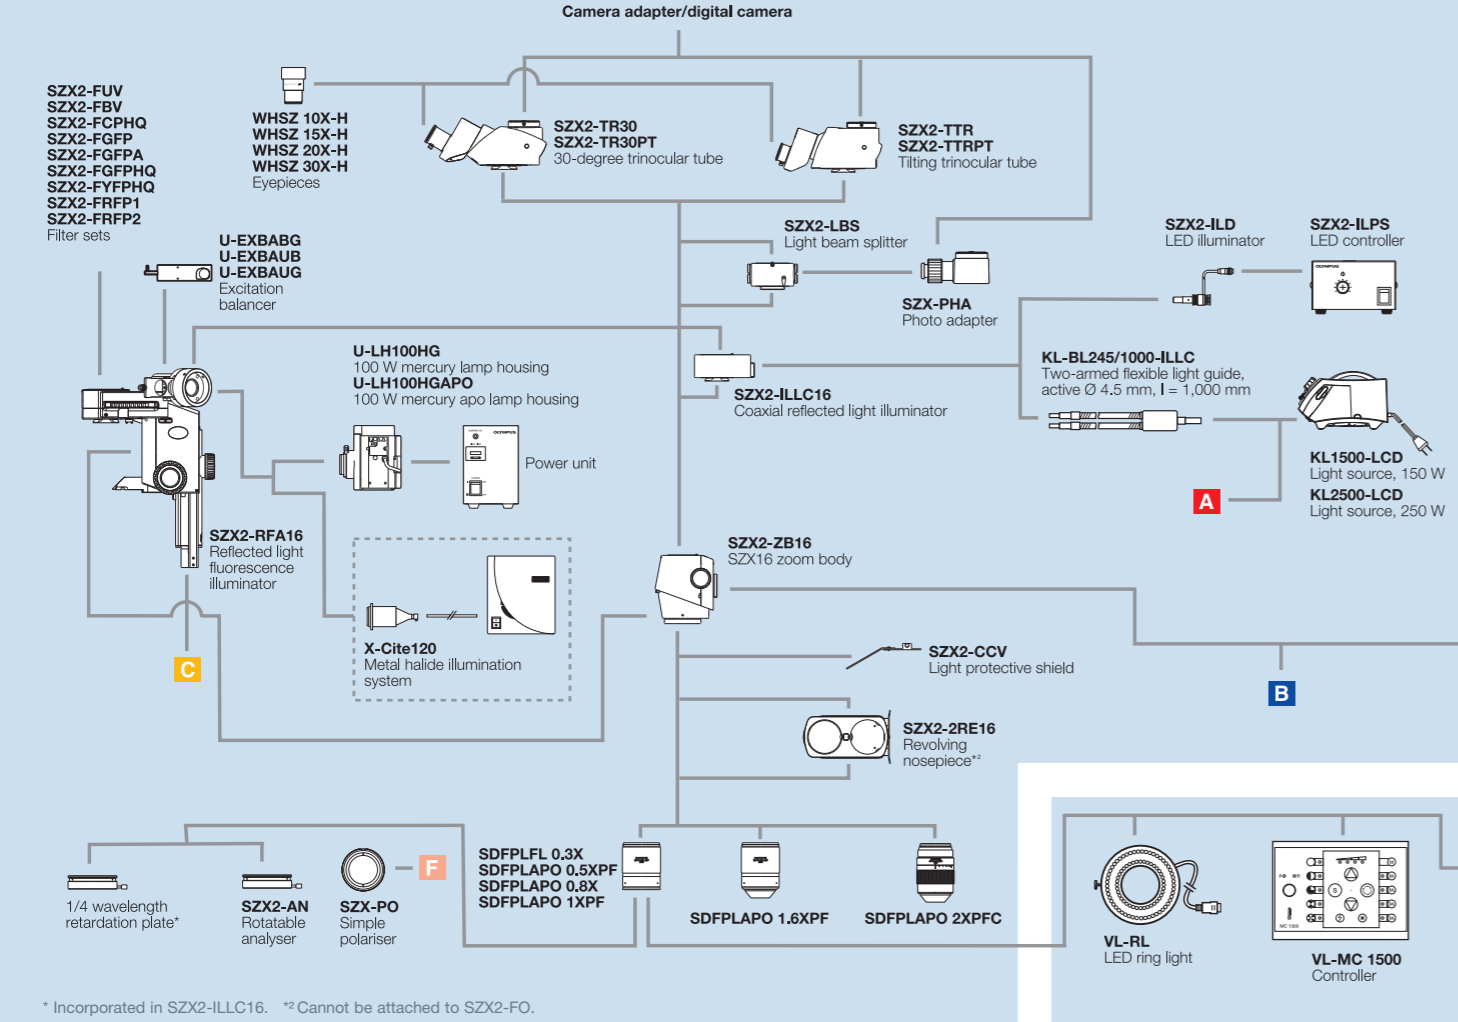 Camera adapter/digital camera
SZX2-FUV
SZX2-FBV
SZX2-FCPHQ
SZX2-FGFP
SZX2-FGFPA
SZX2-FGFPHQ
SZX2-FYFPHQ
SZX2-FRFP1
SZX2-FRFP2
Filter sets
WHSZ 10X-H
WHSZ 15X-H
WHSZ 20X-H
WHSZ 30X-H
Eyepieces
SZX2-TR30
SZX2-TR30PT
30-degree trinocular tube
SZX2-TTR
SZX2-TTRPT
Tilting trinocular tube
U-EXBABG
U-EXBAUB
U-EXBAUG
Excitation
balancer
SZX2-LBS
Light beam splitter
SZX-PHA
Photo adapter
SZX2-ILD
LED illuminator
SZX2-ILPS
LED controller
OLYMPUS
U-LH100HG
100 W mercury lamp housing
U-LH100HGAPO
100 W mercury apo lamp housing
OLYMPUS
Power unit
SZX2-ILLC16
Coaxial reflected light illuminator
KL-BL245/1000-ILLC
Two-armed flexible light guide,
active Ø 4.5 mm, l = 1,000 mm
KL1500-LCD
Light source, 150 W
KL2500-LCD
Light source, 250 W
A
SZX2-RFA16
Reflected light
fluorescence
illuminator
C
X-Cite120
Metal halide illumination
system
SZX2-ZB16
SZX16 zoom body
SZX2-CCV
Light protective shield
B
SZX2-2RE16
Revolving
nosepiece*²
1/4 wavelength
retardation plate*
SZX2-AN
Rotatable
analyser
SZX-PO
Simple
polariser
F
SDFPLFL 0.3X
SDFPLAPO 0.5XPF
SDFPLAPO 0.8X
SDFPLAPO 1XPF
SDFPLAPO 1.6XPF
SDFPLAPO 2XPFC
VL-RL
LED ring light
S
MC 1500
VL-MC 1500
Controller
* Incorporated in SZX2-ILLC16. *² Cannot be attached to SZX2-FO.